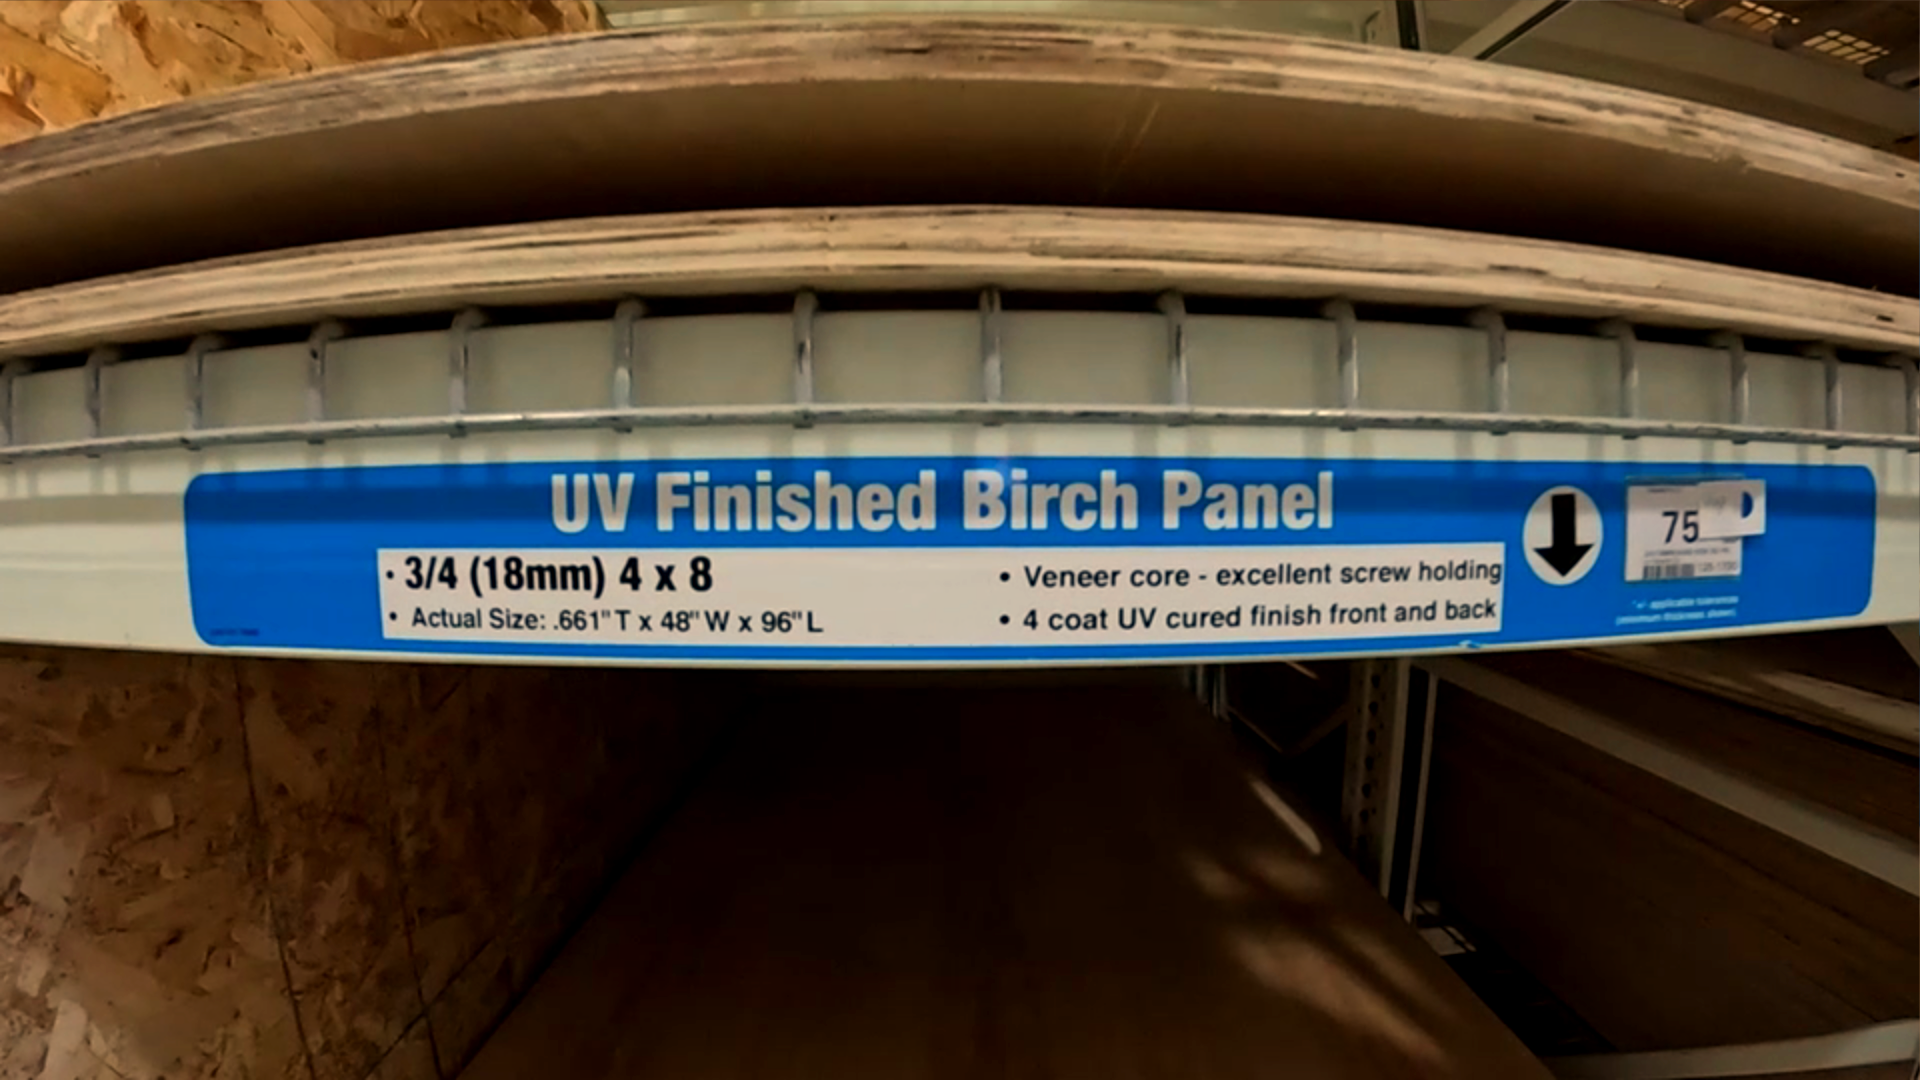 UV Finished Birch Panel
· 3/4 (18mm) 4 x 8
• Actual Size: .661" T x 48" W x 96" L
• Veneer core - excellent screw holding
• 4 coat UV cured finish front and back
75